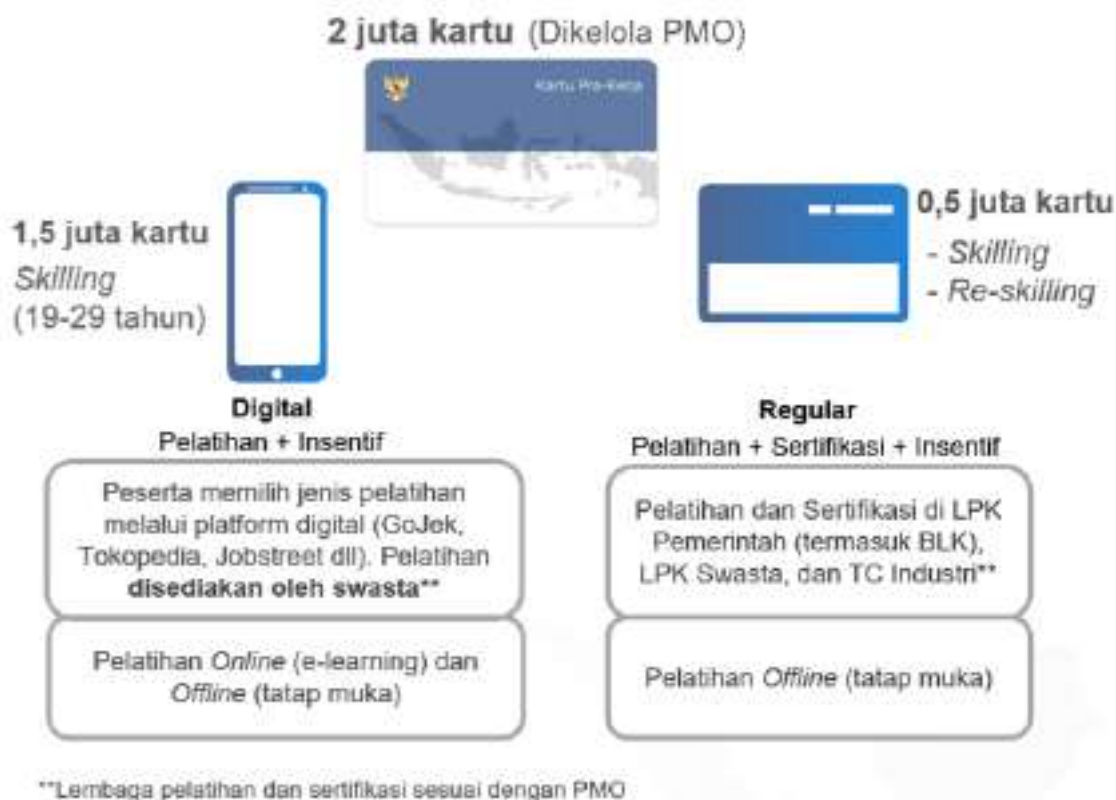 2 juta kartu (Dikelola PMO)
Kartu Pra-Kerja
1,5 juta kartu
Skilling
(19-29 tahun)
0,5 juta kartu
- Skilling
- Re-skilling
Digital
Pelatihan + Insentif
Peserta memilih jenis pelatihan
melalui platform digital (GoJek,
Tokopedia, Jobstreet dll). Pelatihan
disediakan oleh swasta**
Pelatihan Online (e-learning) dan
Offline (tatap muka)
Regular
Pelatihan + Sertifikasi + Insentif
Pelatihan dan Sertifikasi di LPK
Pemerintah (termasuk BLK),
LPK Swasta, dan TC Industri**
Pelatihan Offline (tatap muka)
**Lembaga pelatihan dan sertifikasi sesuai dengan PMO